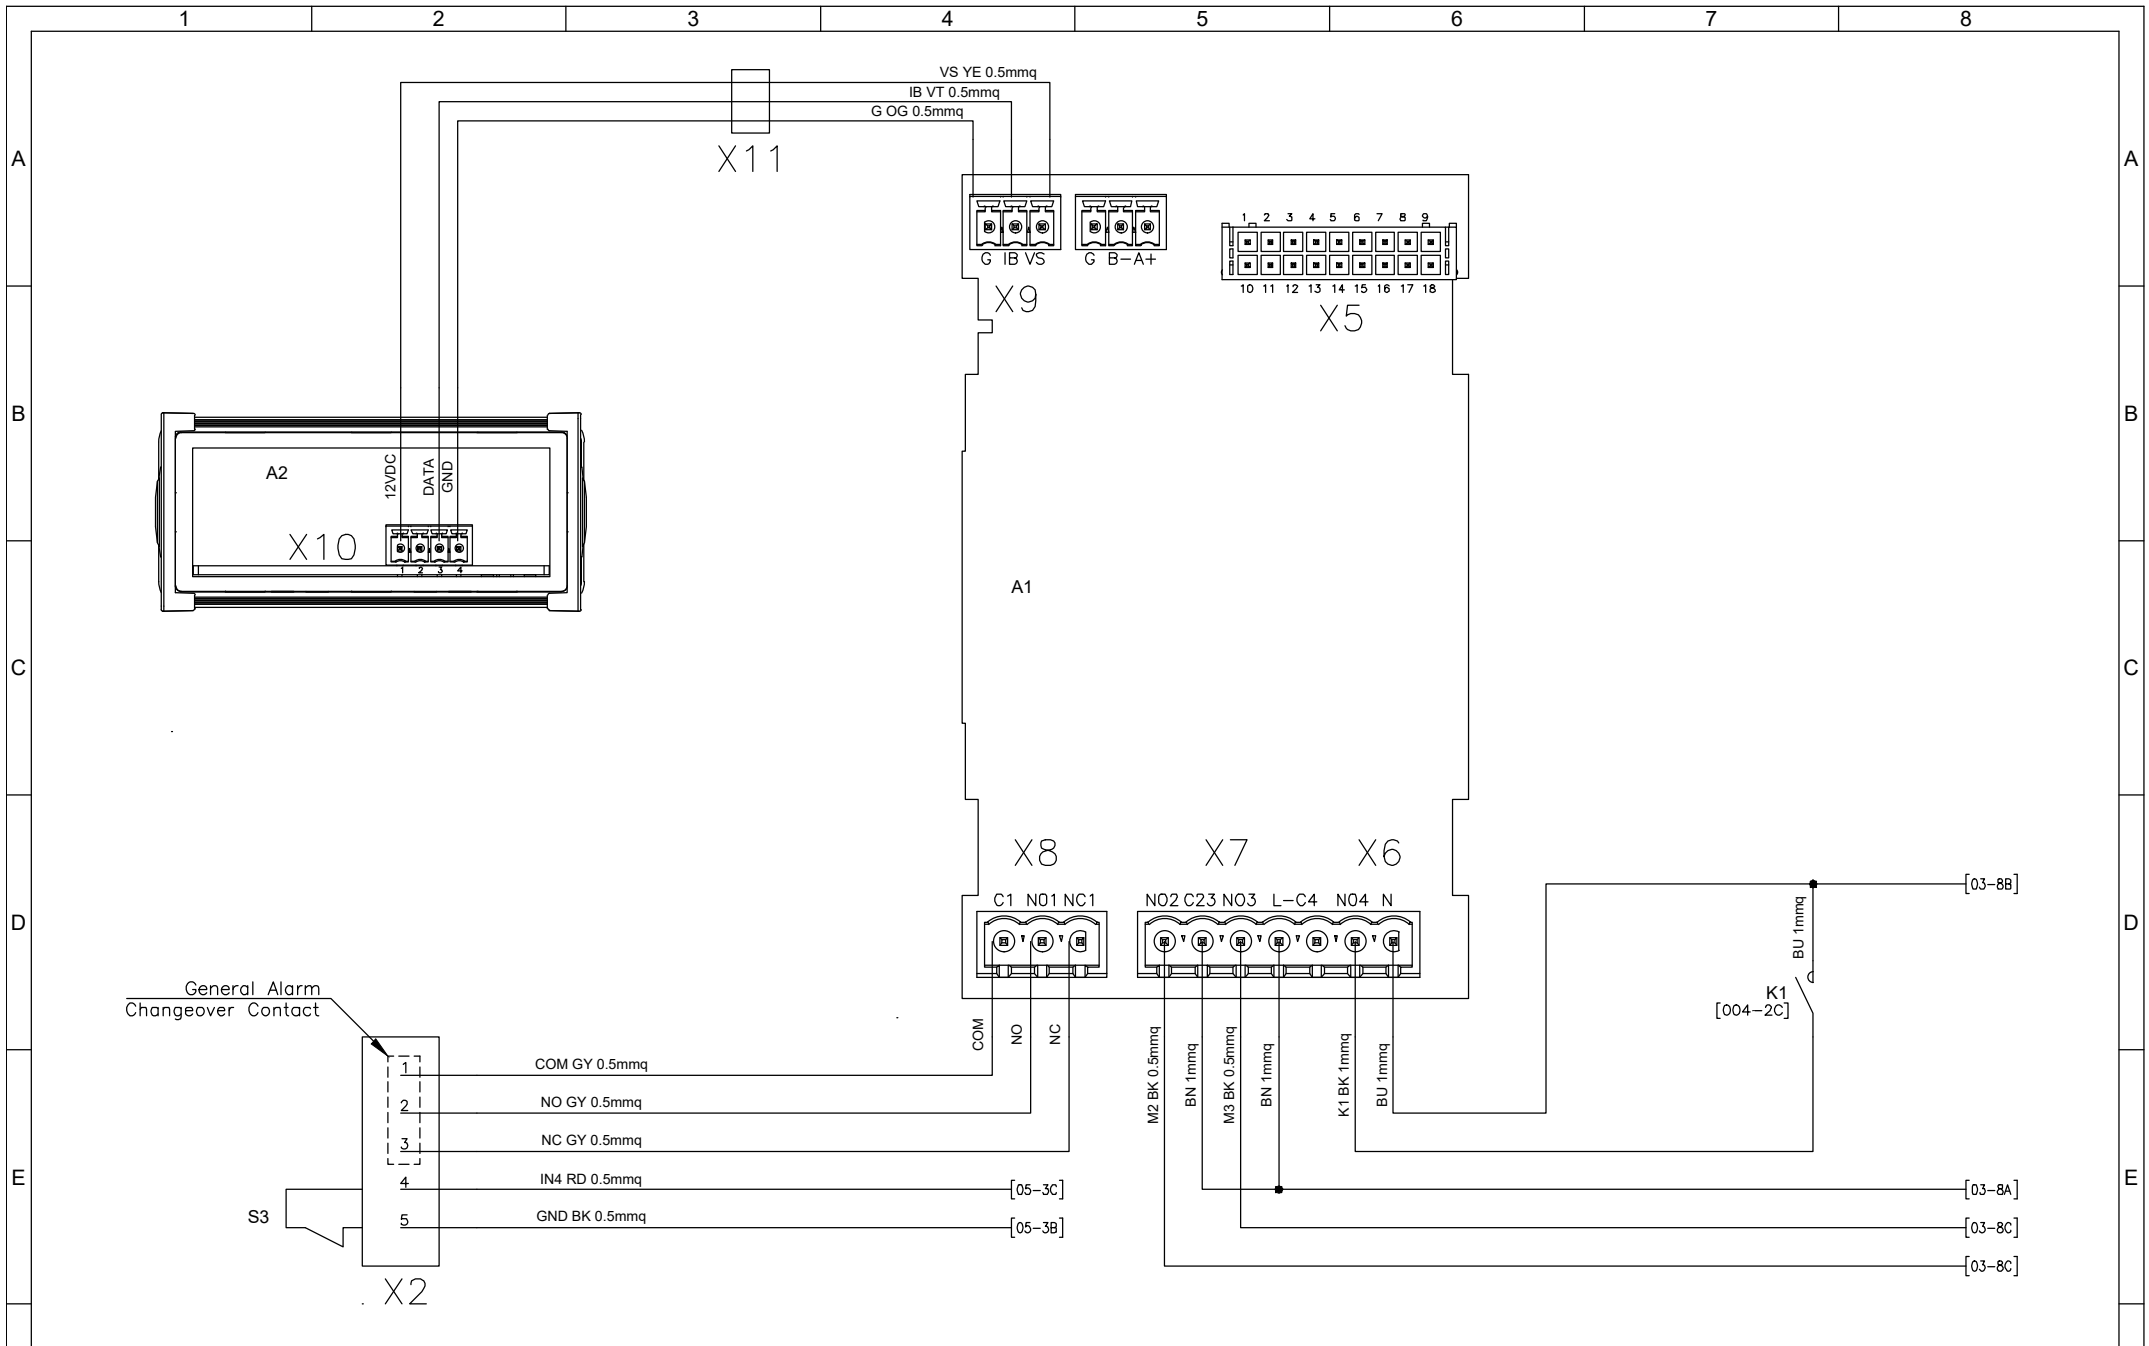 1 2 3 4 5 6 7 8
VS YE 0.5mmq
IB VT 0.5mmq
G OG 0.5mmq
X11
A A
1 2 3 4 5 6 7 8 9
G IB VS G B-A+
10 11 12 13 14 15 16 17 18
X9
X5
B B
12VDC
DATA
GND
A2
X10
1 2 3 4
A1
C C
X8 X7 X6
C1 NO1 NC1 NO2 C23 NO3 L-C4 NO4 N
[03-8B]
D D
BU 1mmq
K1
[004-2C]
General Alarm
Changeover Contact
COM
NO
NC
M2 BK 0.5mmq
BN 1mmq
M3 BK 0.5mmq
BN 1mmq
K1 BK 1mmq
BU 1mmq
1 COM GY 0.5mmq
2 NO GY 0.5mmq
3 NC GY 0.5mmq
E E
4 IN4 RD 0.5mmq [05-3C] [03-8A]
S3
5 GND BK 0.5mmq [05-3B] [03-8C]
[03-8C]
X2